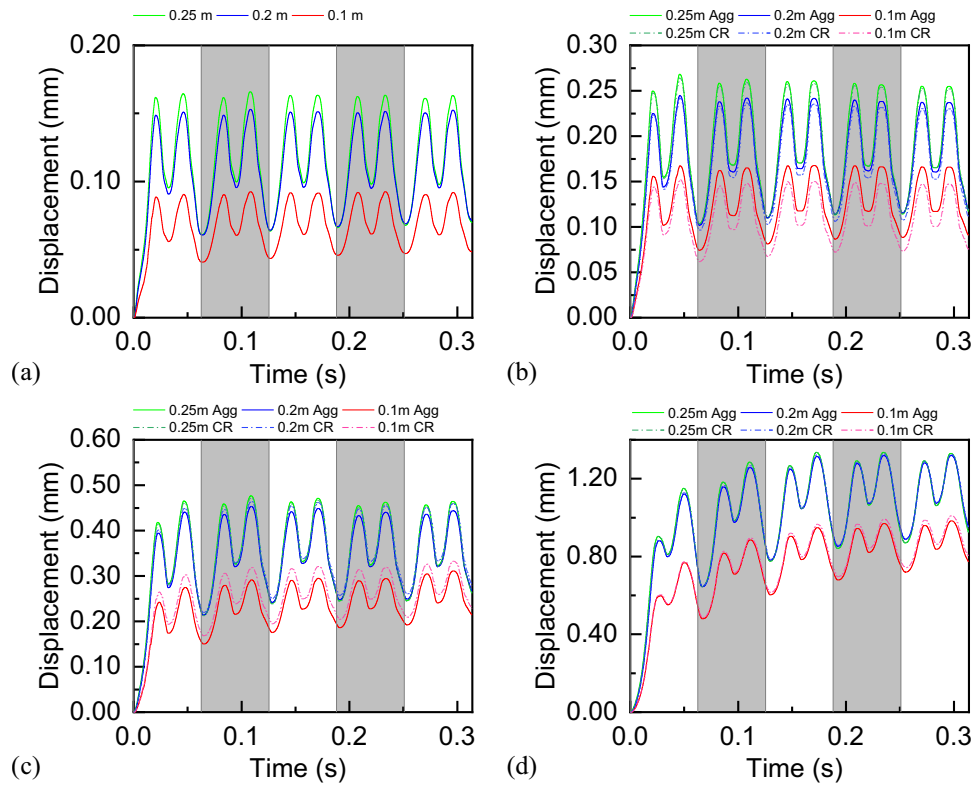 0.25 m 0.2 m 0.1 m
0.20
0.10
0.00
Displacement (mm)
0.0 0.1 0.2 0.3
Time (s)
(a)
0.25m Agg 0.2m Agg 0.1m Agg
0.25m CR 0.2m CR 0.1m CR
0.30
0.25
0.20
0.15
0.10
0.05
0.00
Displacement (mm)
0.0 0.1 0.2 0.3
Time (s)
(b)
0.25m Agg 0.2m Agg 0.1m Agg
0.25m CR 0.2m CR 0.1m CR
0.60
0.50
0.40
0.30
0.20
0.10
0.00
Displacement (mm)
0.0 0.1 0.2 0.3
Time (s)
(c)
0.25m Agg 0.2m Agg 0.1m Agg
0.25m CR 0.2m CR 0.1m CR
1.20
0.80
0.40
0.00
Displacement (mm)
0.0 0.1 0.2 0.3
Time (s)
(d)